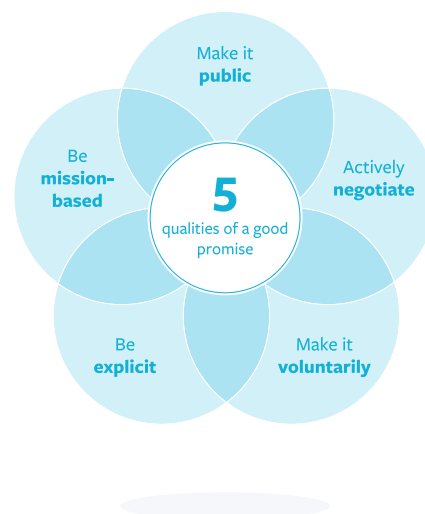 Make it
public
Be
mission-
based
Actively
negotiate
5
qualities of a good
promise
Be
explicit
Make it
voluntarily